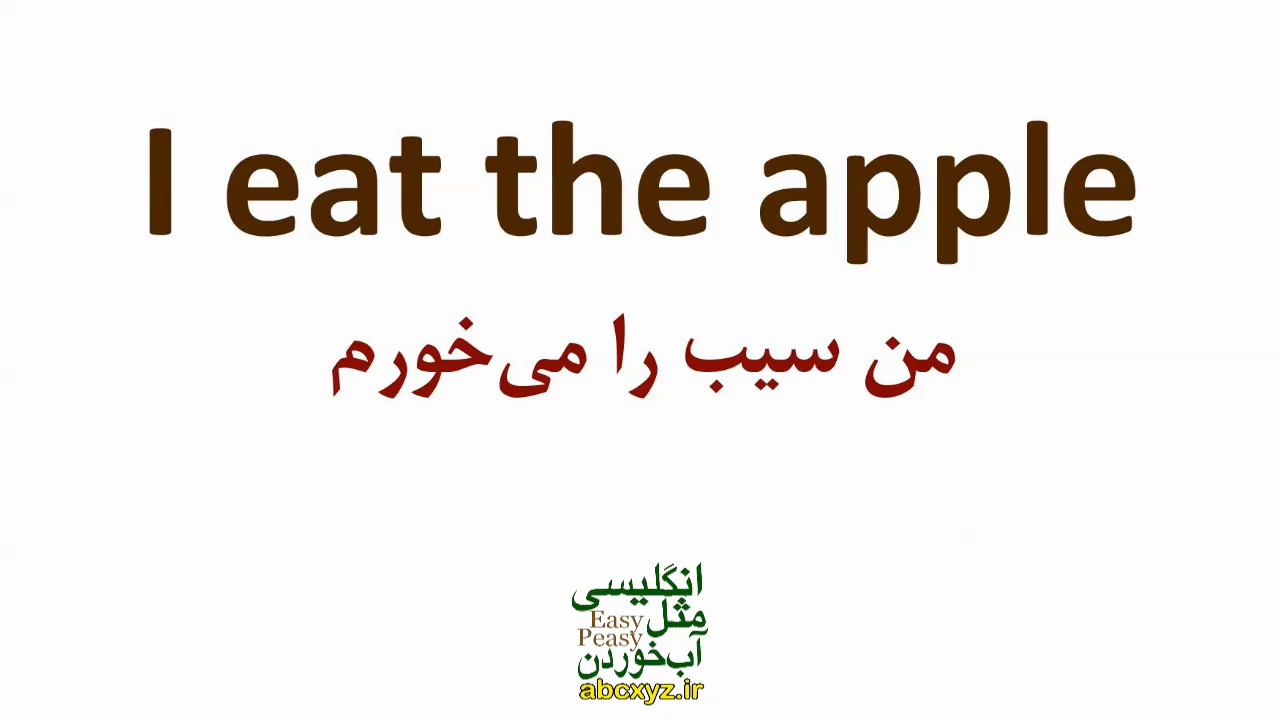 I eat the apple
من سیب را می‌خورم
انگلیسی
مثل Easy
Peasy
آب‌خوردن
abcxyz.ir